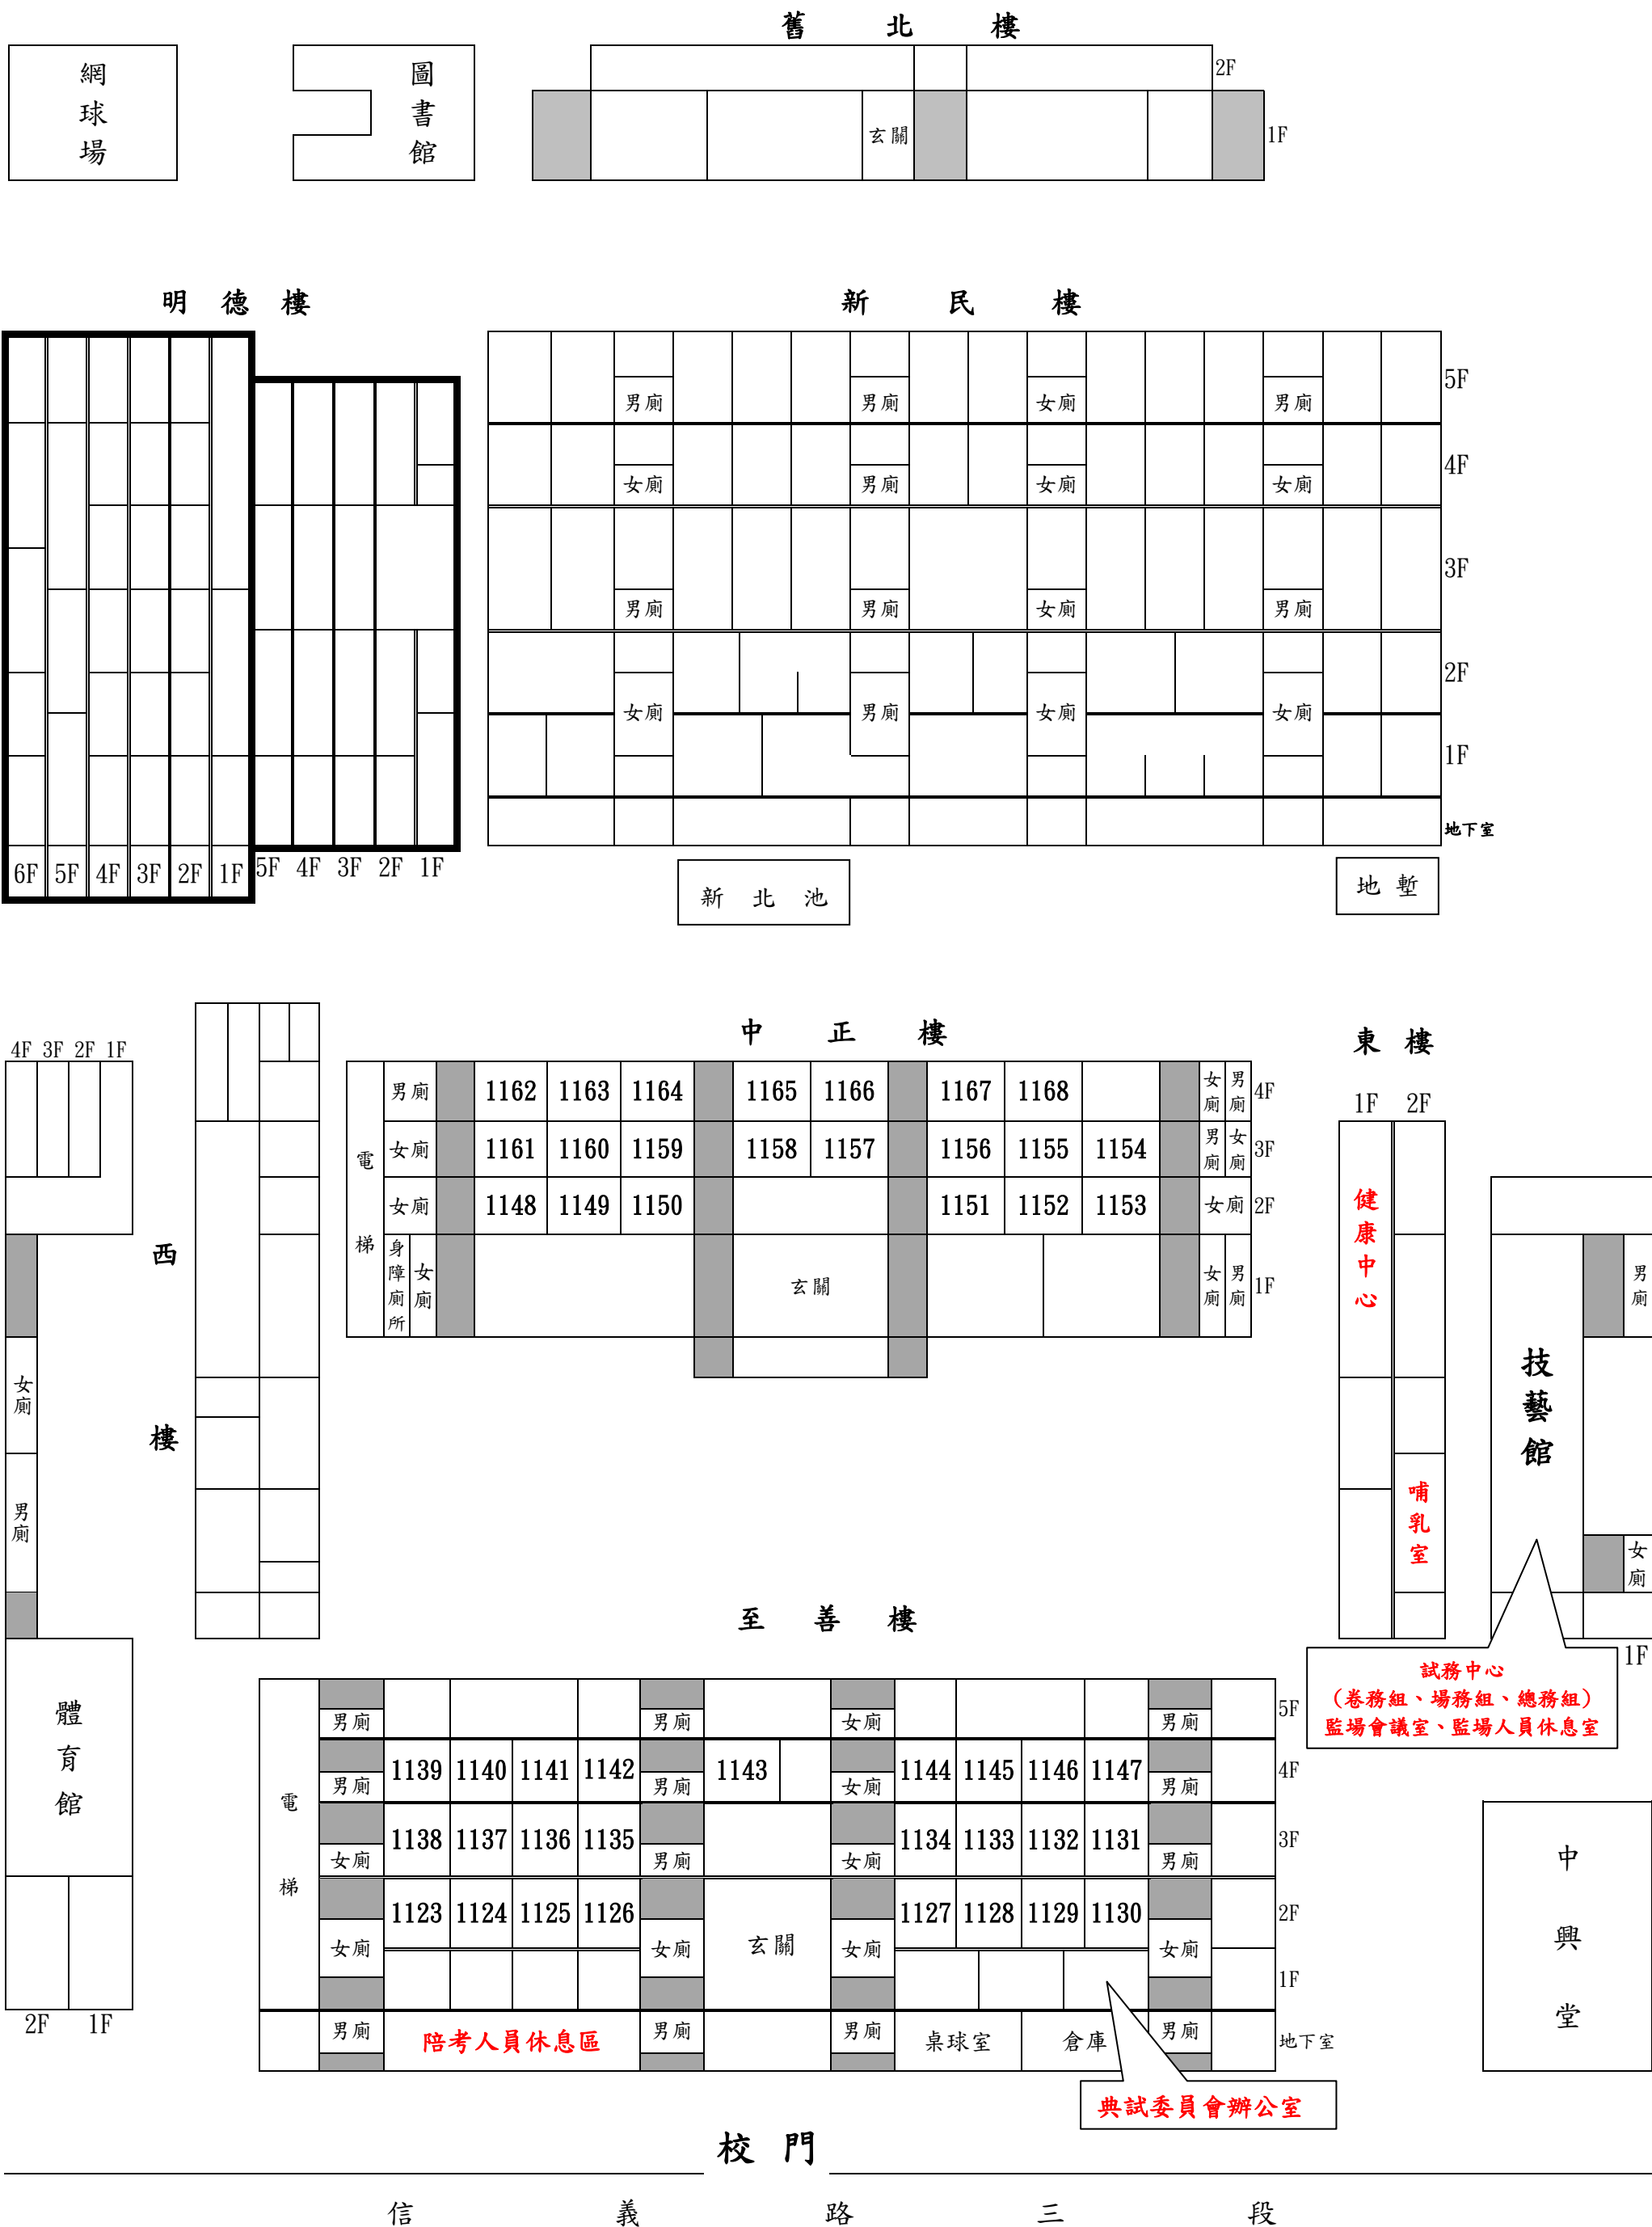 舊北樓
網球場
圖書館
2F
玄關
1F
明德樓
新民樓
男廁 男廁 女廁 男廁 5F
女廁 男廁 女廁 女廁 4F
男廁 男廁 女廁 男廁 3F
2F
女廁 男廁 女廁 女廁
1F
地下室
6F 5F 4F 3F 2F 1F 5F 4F 3F 2F 1F
新北池
地塹
中正樓
東樓
4F 3F 2F 1F
男廁 1162 1163 1164 1165 1166 1167 1168 女廁 男廁 4F
1F 2F
電梯
女廁 1161 1160 1159 1158 1157 1156 1155 1154 男廁 女廁 3F
女廁 1148 1149 1150 1151 1152 1153 女廁 2F
身障廁所 女廁 玄關 女廁 男廁 1F
西樓
健康中心
男廁
技藝館
女廁
男廁
哺乳室
女廁
至善樓
1F
試務中心
（卷務組、場務組、總務組）
監場會議室、監場人員休息室
體育館
電梯
男廁 男廁 女廁 男廁 5F
男廁 1139 1140 1141 1142 男廁 1143 女廁 1144 1145 1146 1147 男廁 4F
女廁 1138 1137 1136 1135 男廁 女廁 1134 1133 1132 1131 男廁 3F
1123 1124 1125 1126 1127 1128 1129 1130 2F
女廁 女廁 玄關 女廁 女廁
1F
中興堂
2F 1F
男廁 陪考人員休息區 男廁 男廁 桌球室 倉庫 男廁 地下室
典試委員會辦公室
校門
信義路三段